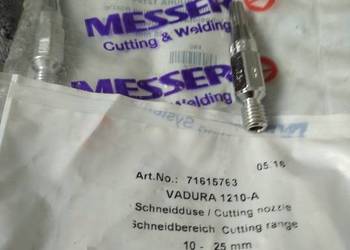 MESSER
Cutting & Welding
MESSER
& Welding
05.16
Art.No.: 71615763
VADURA 1210-A
Schneiddüse / Cutting nozzle
Schneidbereich Cutting range
10 - 25 mm